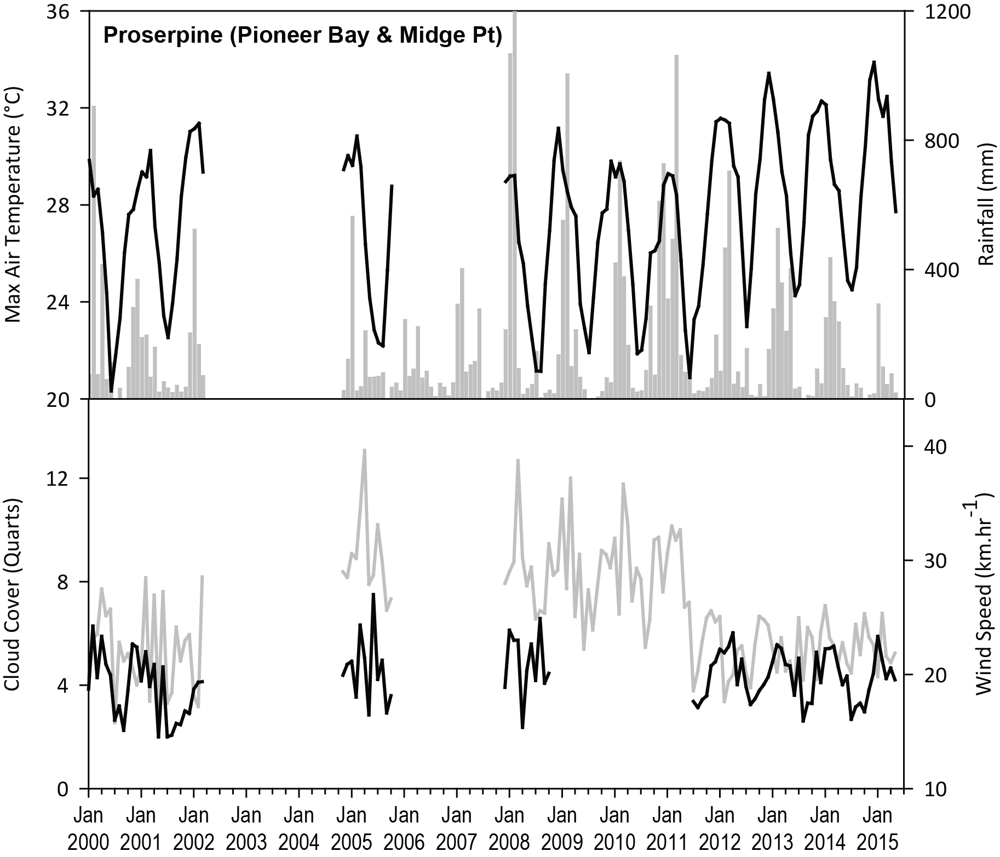 Proserpine (Pioneer Bay & Midge Pt)
Max Air Temperature (°C)
36
32
28
24
20
Rainfall (mm)
1200
800
400
0
Cloud Cover (Quarts)
12
8
4
0
Wind Speed (km.hr-1)
40
30
20
10
Jan Jan Jan Jan Jan Jan Jan Jan Jan Jan Jan Jan Jan Jan Jan Jan
2000 2001 2002 2003 2004 2005 2006 2007 2008 2009 2010 2011 2012 2013 2014 2015